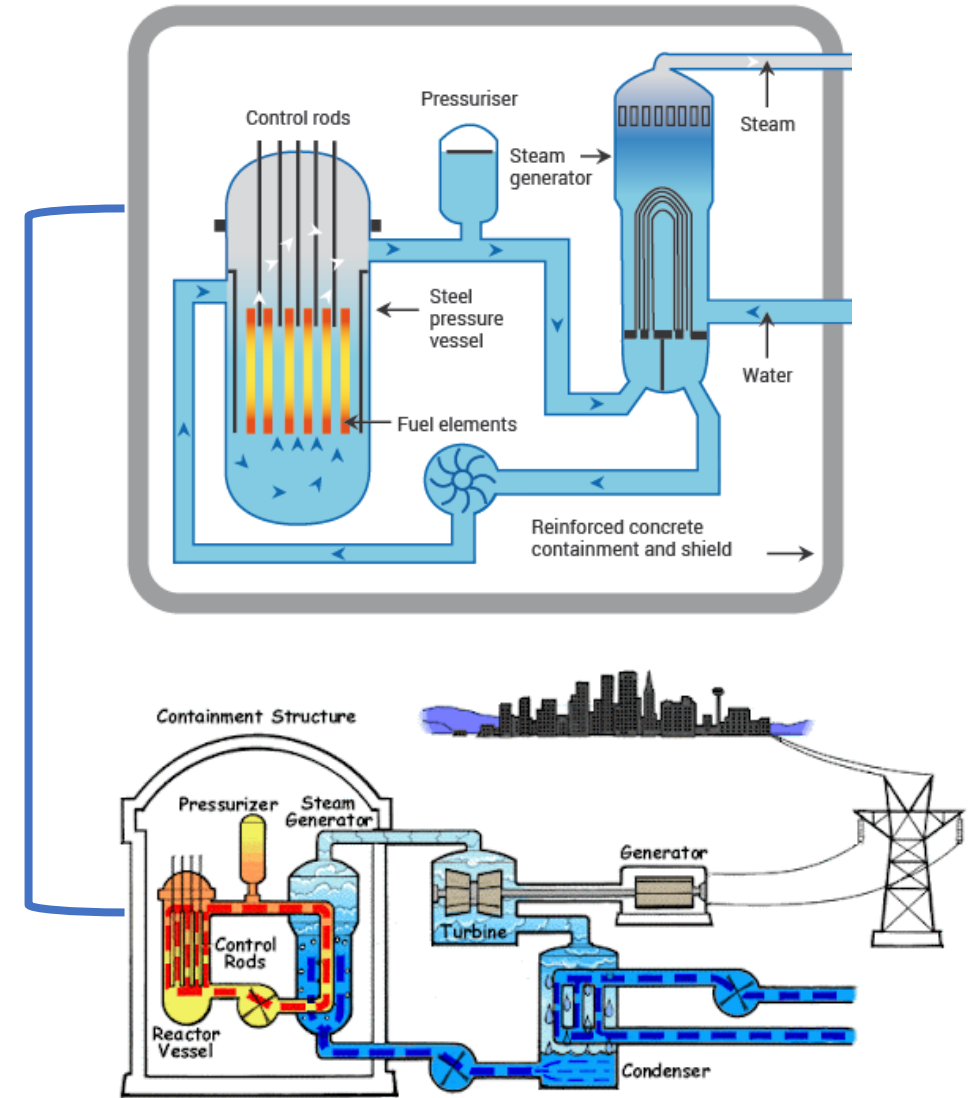 Control rods
Pressuriser
Steam
generator
Steam
Steel
pressure
vessel
Water
Fuel elements
Reinforced concrete
containment and shield
Containment Structure
Pressurizer
Steam
Generator
Generator
Turbine
Control
Rods
Reactor
Vessel
Condenser